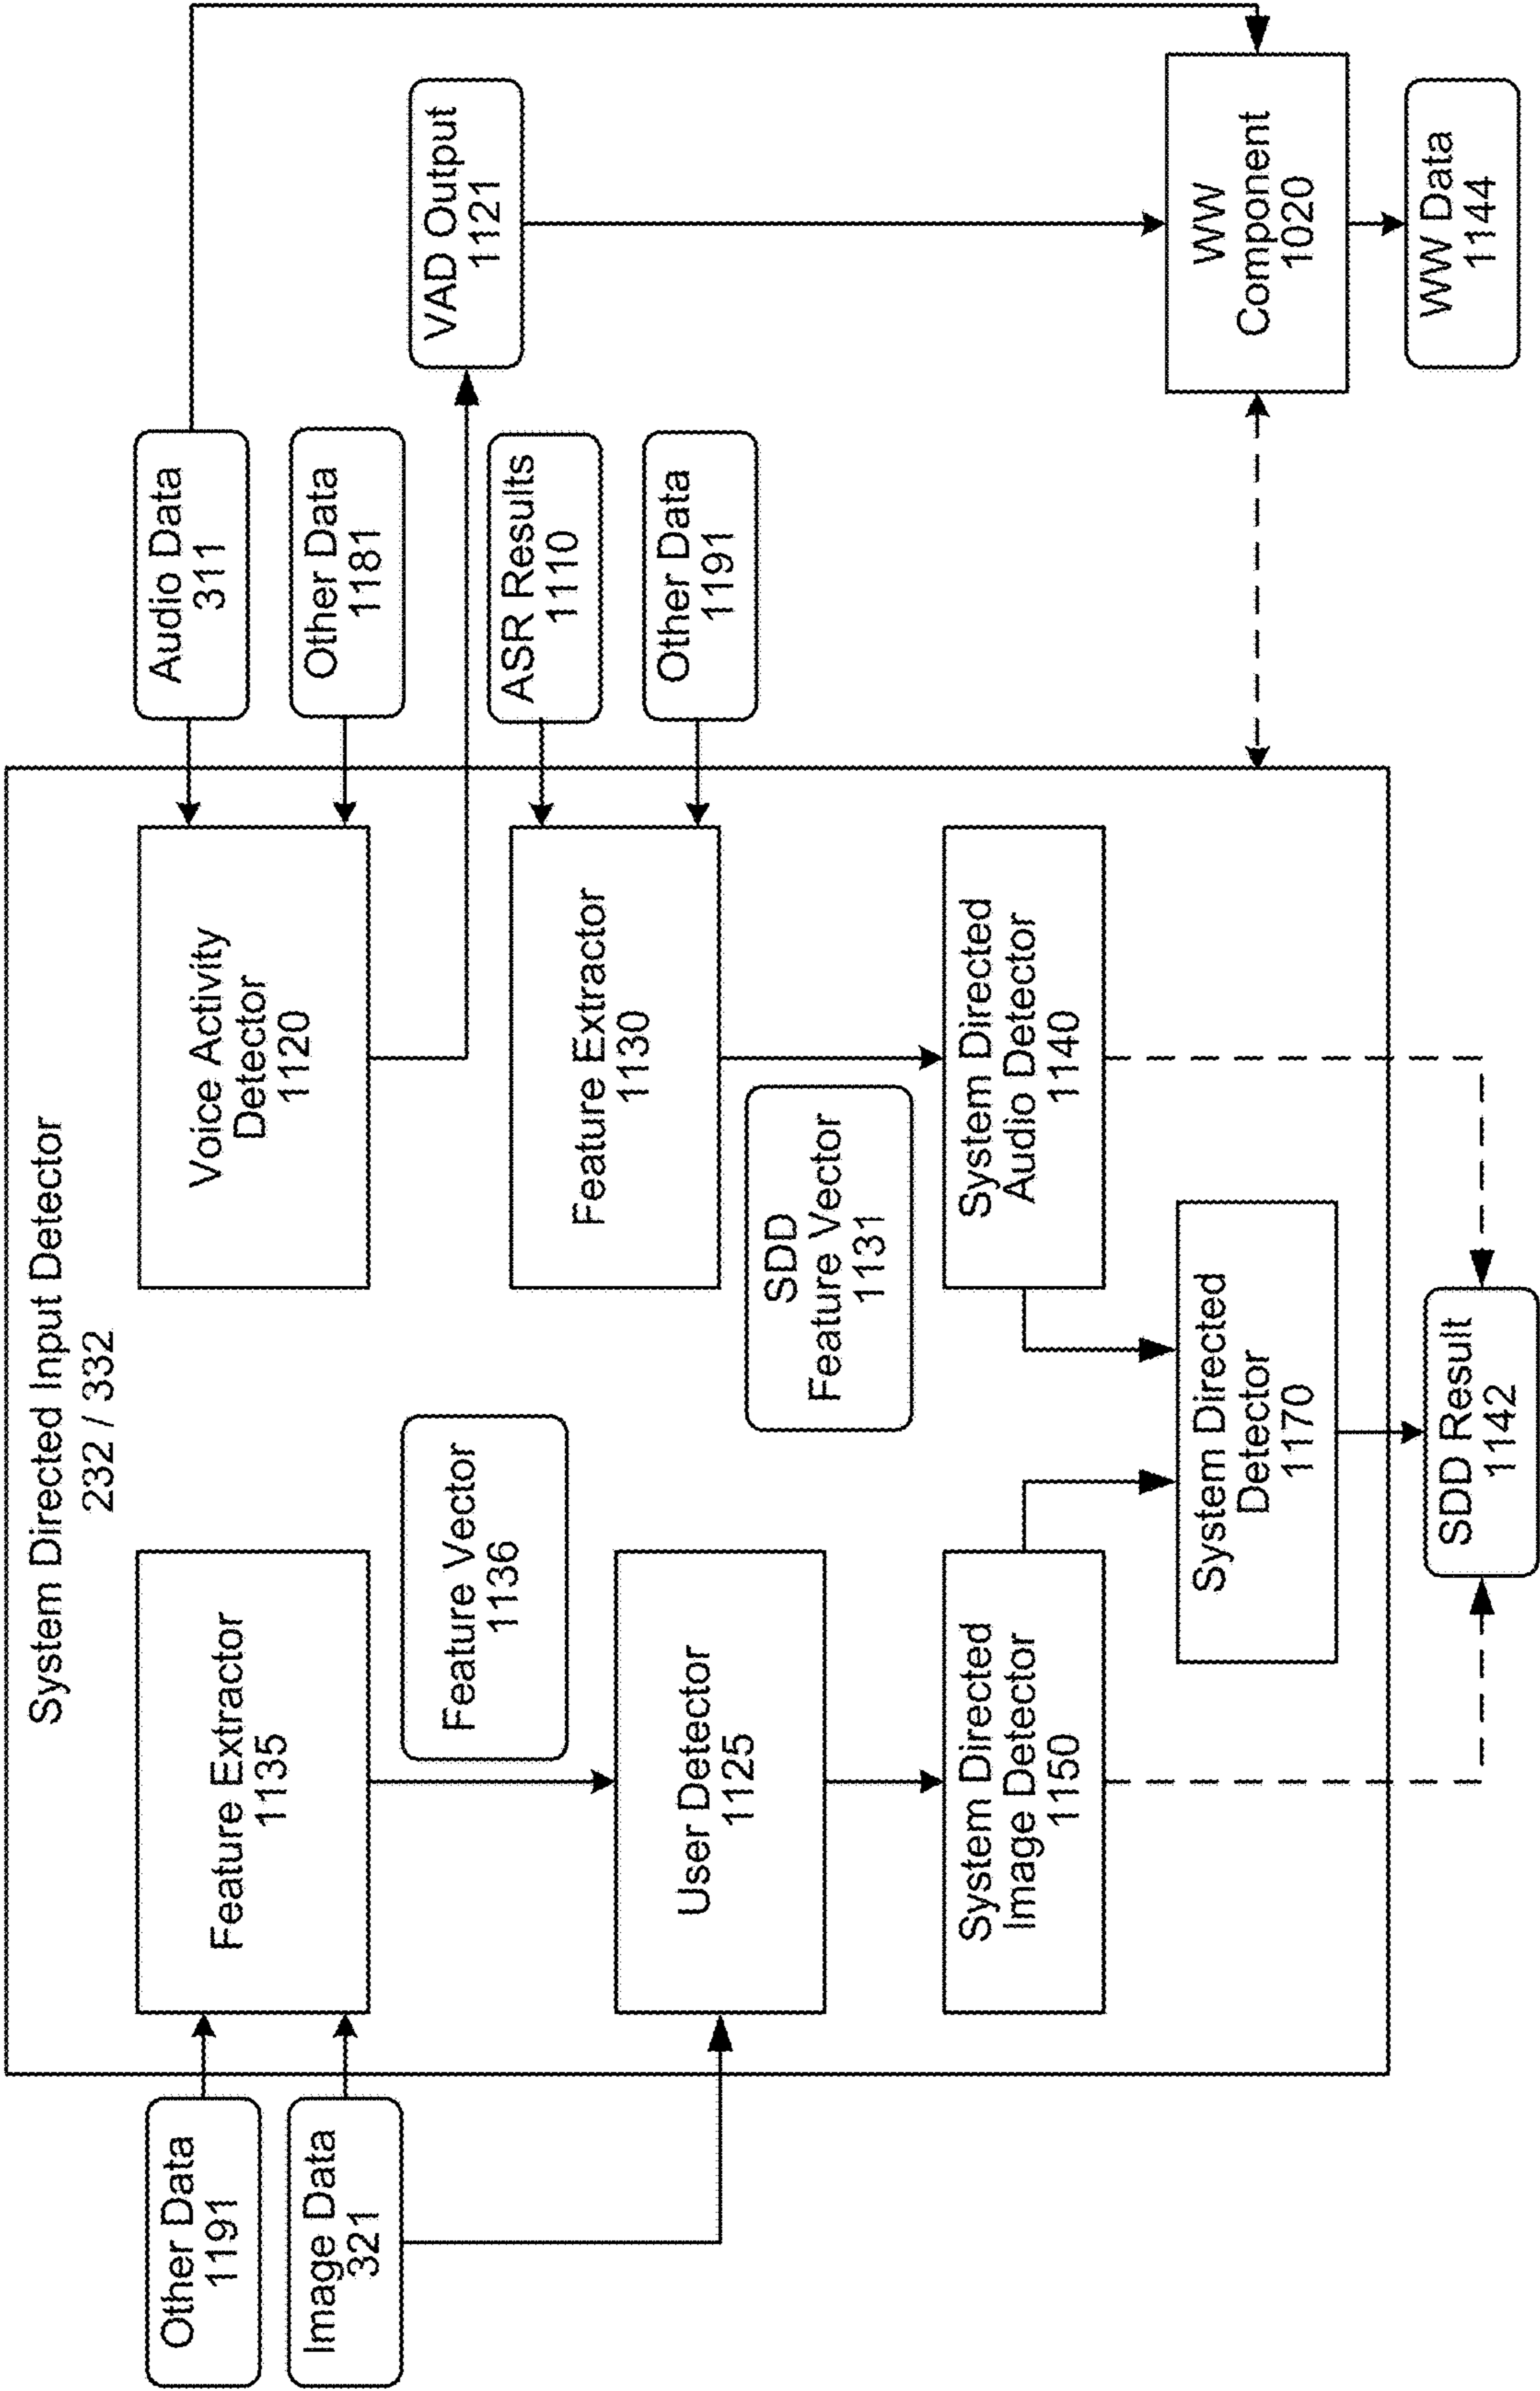 System Directed Input Detector
232 / 332
Other Data
1191
Image Data
321
Feature Extractor
1135
Feature Vector
1136
User Detector
1125
System Directed
Image Detector
1150
Voice Activity
Detector
1120
Feature Extractor
1130
SDD
Feature Vector
1131
System Directed
Audio Detector
1140
System Directed
Detector
1170
SDD Result
1142
Audio Data
311
Other Data
1181
ASR Results
1110
Other Data
1191
VAD Output
1121
WW
Component
1020
WW Data
1144